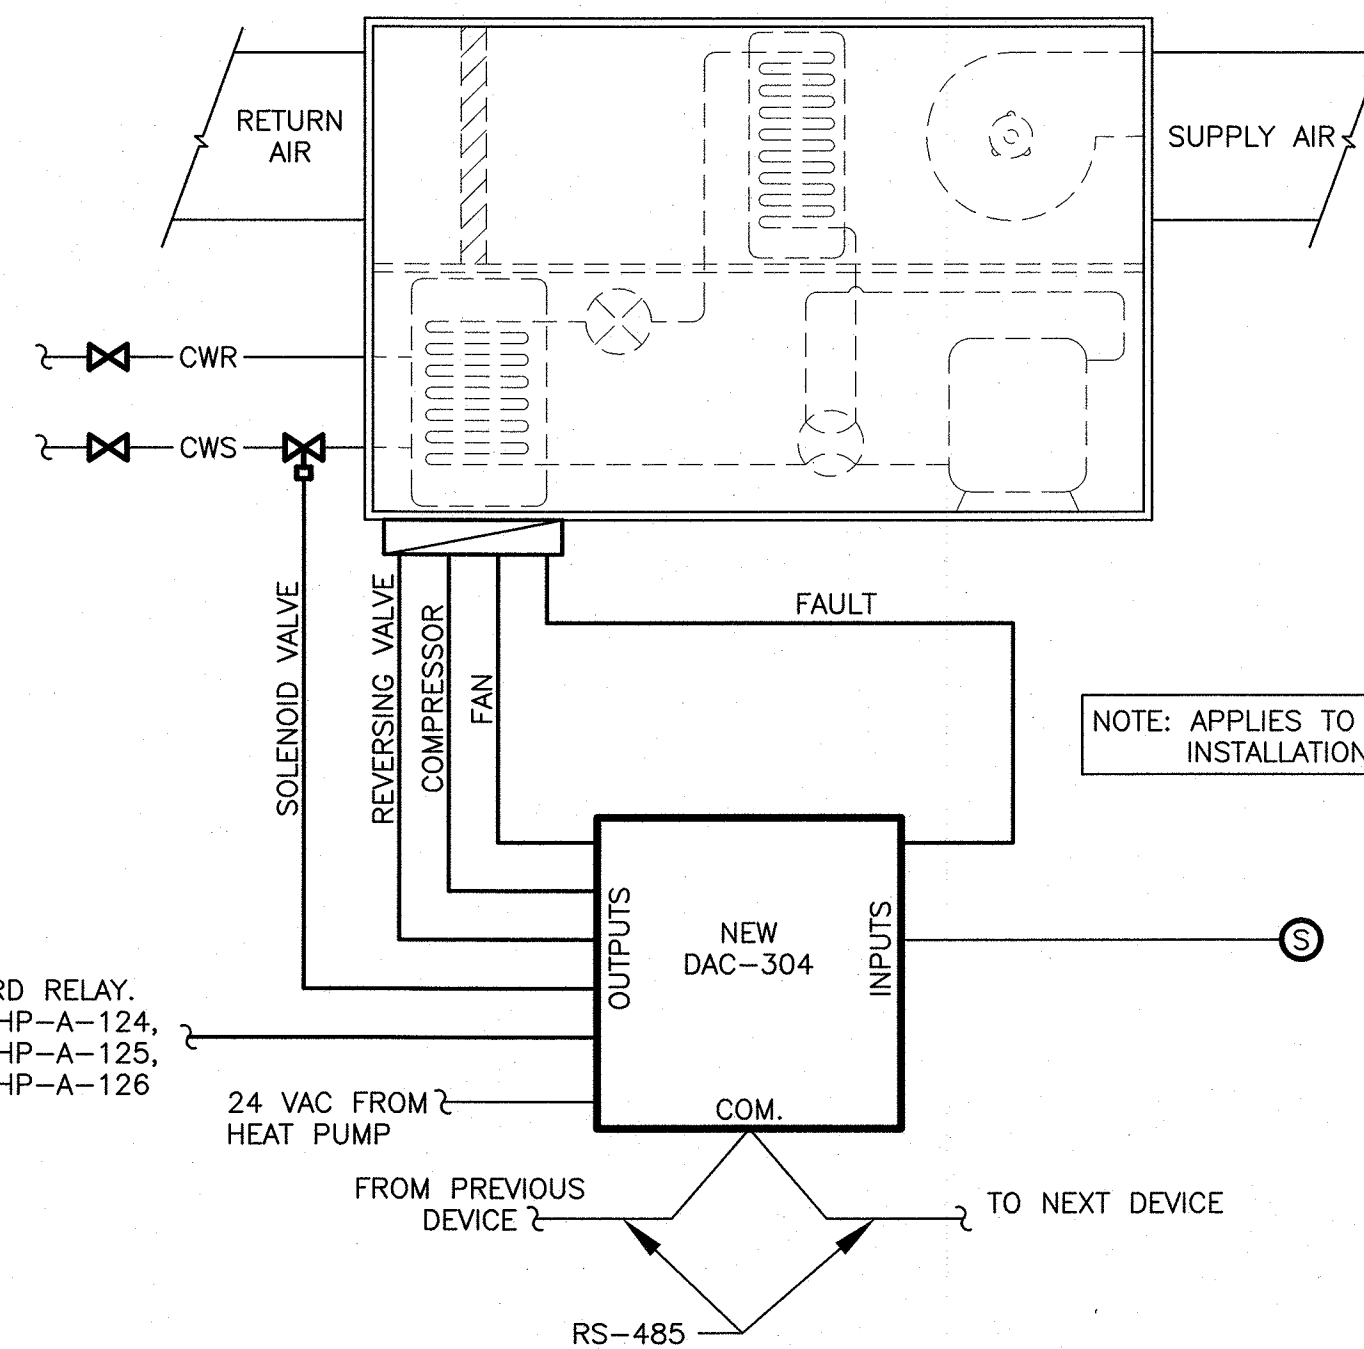 RETURN
AIR
SUPPLY AIR
CWR
CWS
SOLENOID VALVE
REVERSING VALVE
COMPRESSOR
FAN
FAULT
NOTE: APPLIES TO
INSTALLATION
OUTPUTS
NEW
DAC-304
INPUTS
S
RELAY.
HP-A-124,
HP-A-125,
HP-A-126
24 VAC FROM
HEAT PUMP
COM.
FROM PREVIOUS
DEVICE
TO NEXT DEVICE
RS-485